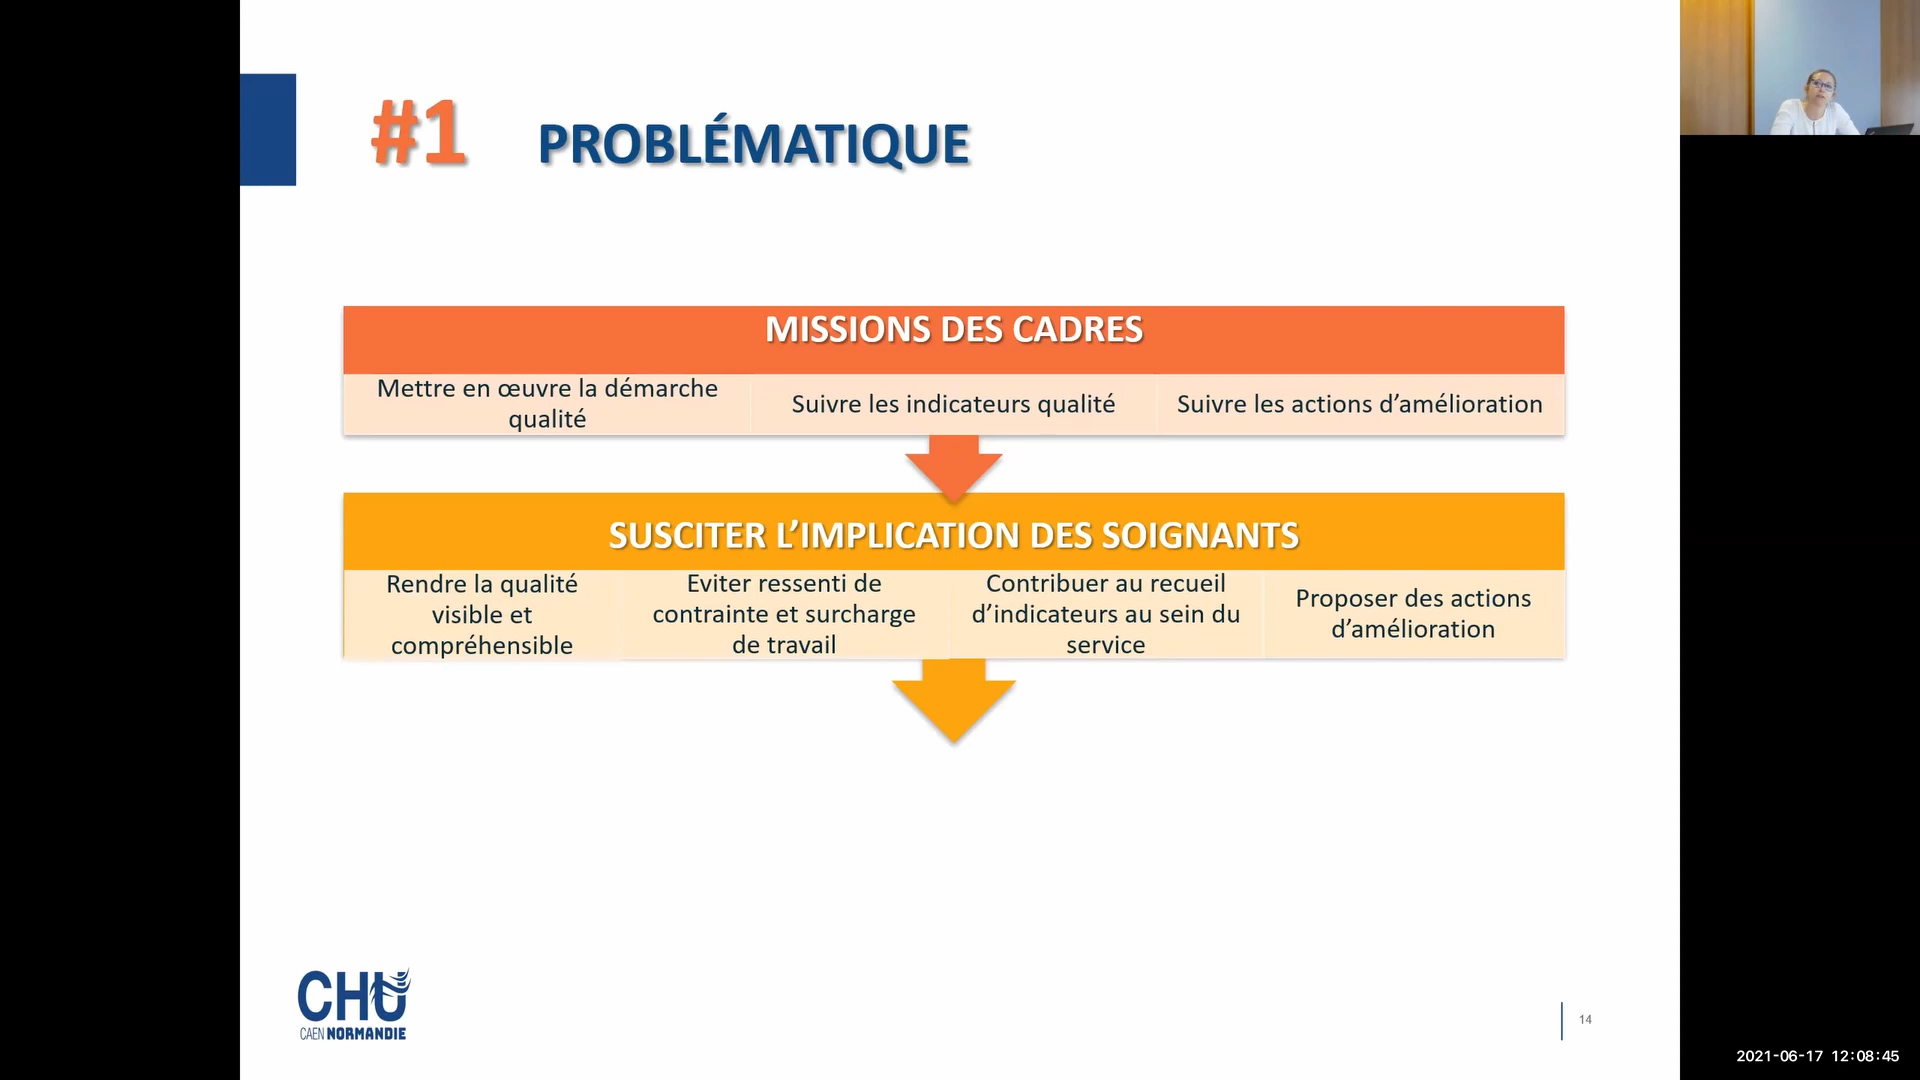 #1 PROBLÉMATIQUE
MISSIONS DES CADRES
Mettre en œuvre la démarche
qualité
Suivre les indicateurs qualité
Suivre les actions d’amélioration
SUSCITER L’IMPLICATION DES SOIGNANTS
Rendre la qualité
visible et
compréhensible
Eviter ressenti de
contrainte et surcharge
de travail
Contribuer au recueil
d’indicateurs au sein du
service
Proposer des actions
d’amélioration
CHU
CAEN NORMANDIE
14
2021-06-17 12:08:45